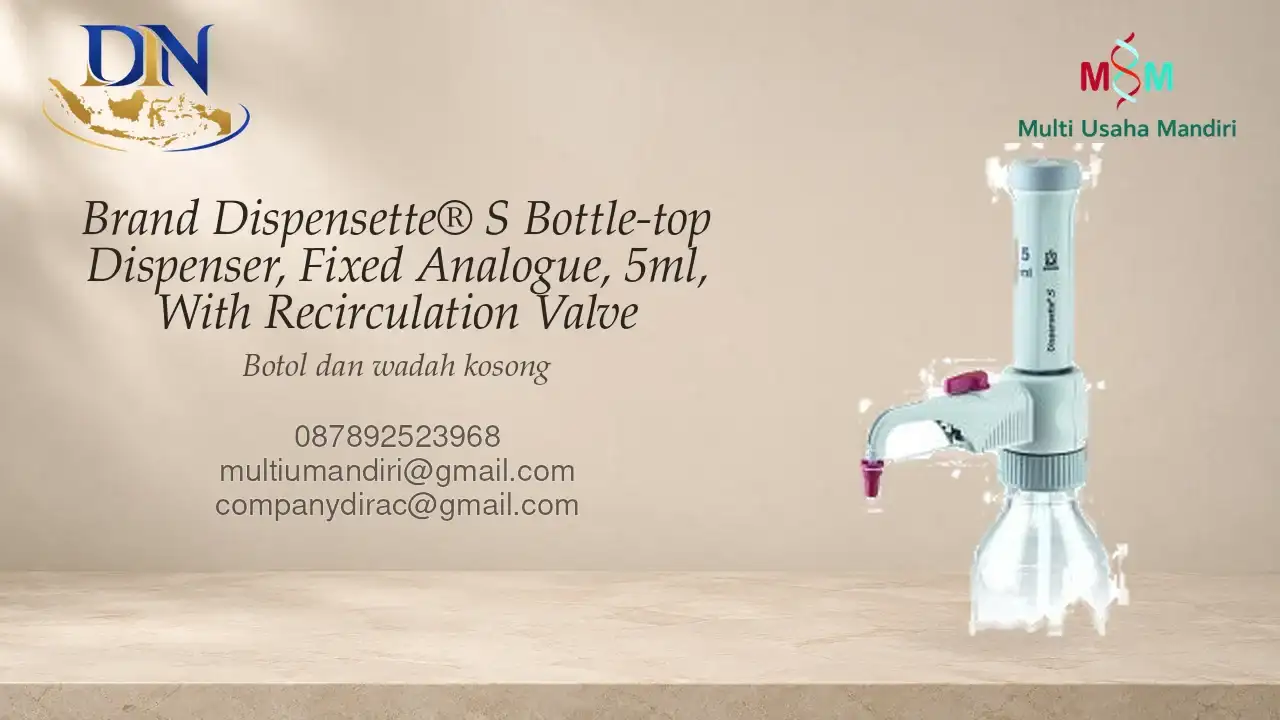 DN
M M
Multi Usaha Mandiri
Brand Dispensette® S Bottle-top
Dispenser, Fixed Analogue, 5ml,
With Recirculation Valve
Botol dan wadah kosong
087892523968
multiumandiri@gmail.com
companydirac@gmail.com
5
ml
Dispensette® S